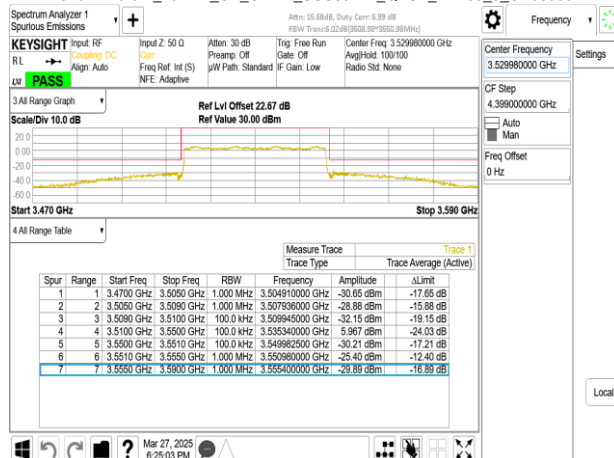 Spectrum Analyzer 1
Spurious Emissions
Attn: 15.68dB, Duty Corr: 6.99 dB
RBW Trans:6.02dB(3508.98~3550.98MHz)
Frequency
KEYSIGHT
RL
PASS
Input: RF
Coupling: DC
Align: Auto
Input Z: 50 Ω
Corr
Freq Ref: Int (S)
NFE: Adaptive
Atten: 30 dB
Preamp: Off
µW Path: Standard
Trig: Free Run
Gate: Off
IF Gain: Low
Center Freq: 3.529980000 GHz
Avg|Hold: 100/100
Radio Std: None
Center Frequency
3.529980000 GHz
Settings
CF Step
4.399000000 GHz
Auto
Man
Freq Offset
0 Hz
Local
3 All Range Graph
Scale/Div 10.0 dB
Ref Lvl Offset 22.67 dB
Ref Value 30.00 dBm
20.0
0.00
-20.0
-40.0
-60.0
Start 3.470 GHz
Stop 3.590 GHz
4 All Range Table
Measure Trace Trace 1
Trace Type Trace Average (Active)
Spur Range Start Freq Stop Freq RBW Frequency Amplitude ΔLimit
1 1 3.4700 GHz 3.5050 GHz 1.000 MHz 3.504910000 GHz -30.65 dBm -17.65 dB
2 2 3.5050 GHz 3.5090 GHz 1.000 MHz 3.507936000 GHz -28.88 dBm -15.88 dB
3 3 3.5090 GHz 3.5100 GHz 100.0 kHz 3.509945000 GHz -32.15 dBm -19.15 dB
4 4 3.5100 GHz 3.5500 GHz 100.0 kHz 3.535340000 GHz 5.967 dBm -24.03 dB
5 5 3.5500 GHz 3.5510 GHz 100.0 kHz 3.549982500 GHz -30.21 dBm -17.21 dB
6 6 3.5510 GHz 3.5550 GHz 1.000 MHz 3.550980000 GHz -25.40 dBm -12.40 dB
7 7 3.5550 GHz 3.5900 GHz 1.000 MHz 3.555400000 GHz -29.89 dBm -16.89 dB
Mar 27, 2025
6:25:03 PM